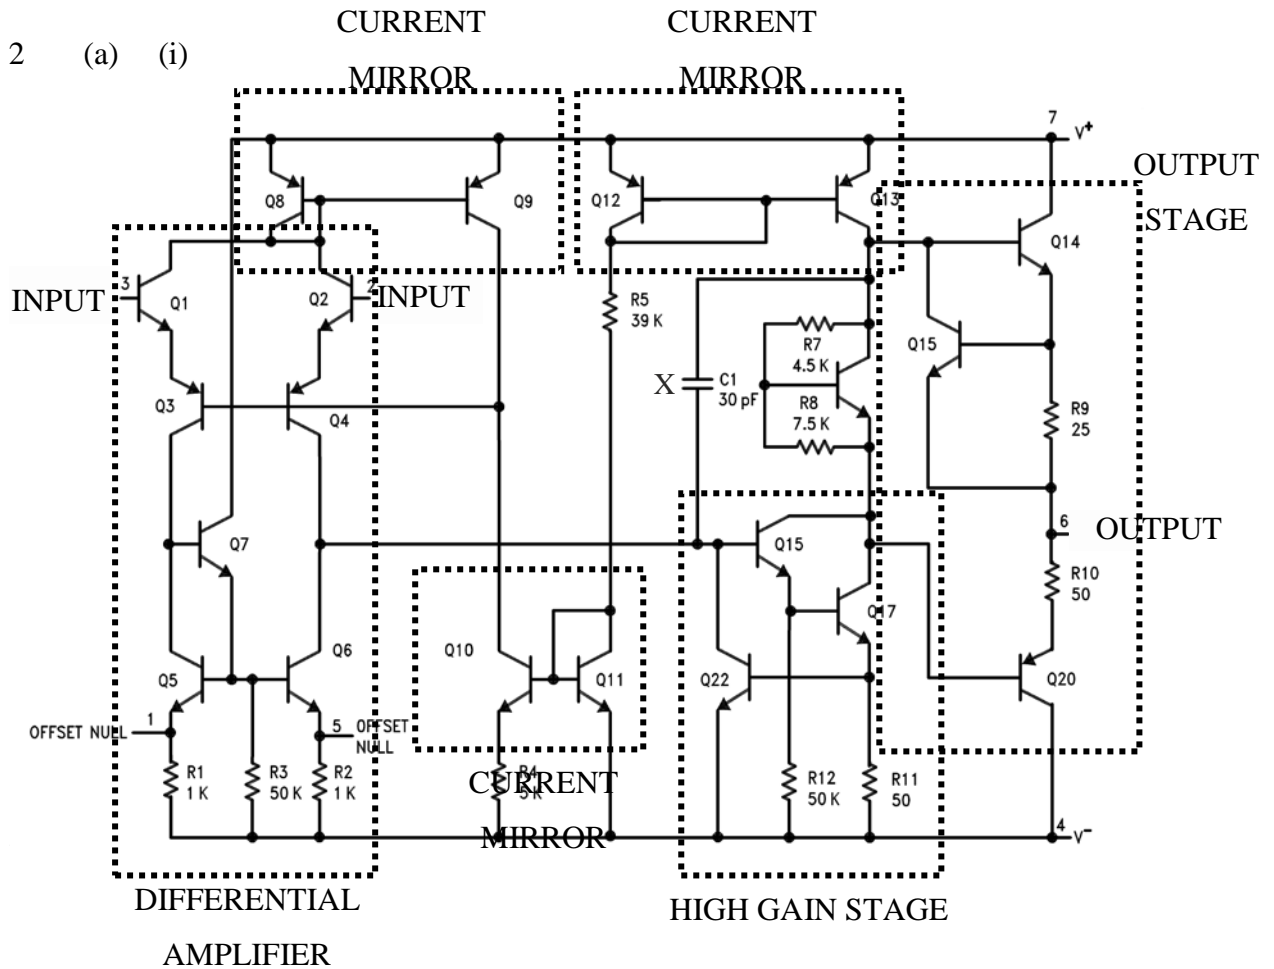 CURRENT CURRENT
2 (a) (i)
MIRROR MIRROR
7
V+
OUTPUT
STAGE
Q8 Q9 Q12 Q13
Q14
3 2
INPUT Q1 Q2 INPUT
R5
39 K
Q15
R7
4.5 K
X C1
30 pF
R8
7.5 K
Q3 Q4
R9
25
6
OUTPUT
Q7 Q15
R10
50
Q17
Q6 Q10
Q5 Q11 Q22 Q20
1 5 OFFSET
NULL
OFFSET NULL
R1
1 K
R3
50 K
R2
1 K
R4
5 K
CURRENT
MIRROR
R12
50 K
R11
50
4
V-
DIFFERENTIAL
AMPLIFIER
HIGH GAIN STAGE